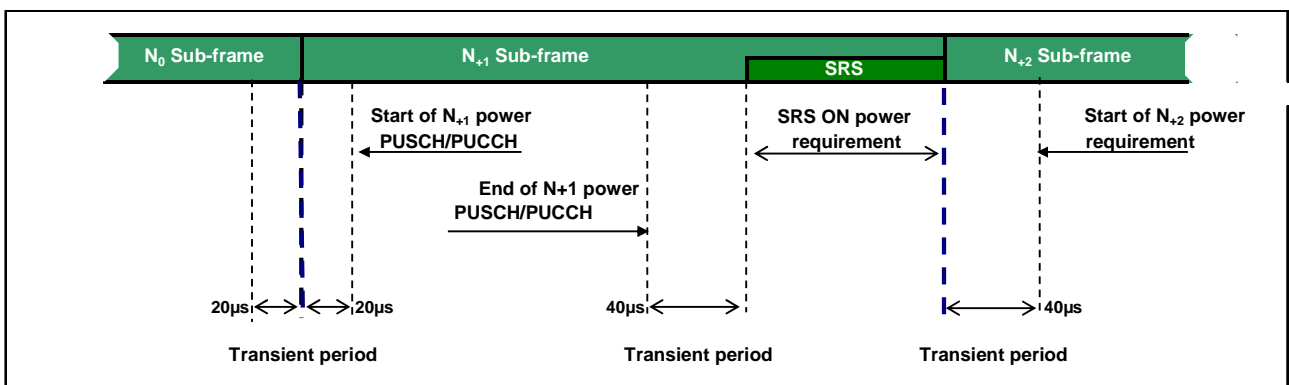 N0 Sub-frame
N+1 Sub-frame
SRS
N+2 Sub-frame
Start of N+1 power
PUSCH/PUCCH
SRS ON power
requirement
Start of N+2 power
requirement
End of N+1 power
PUSCH/PUCCH
20µs
20µs
40µs
40µs
Transient period
Transient period
Transient period